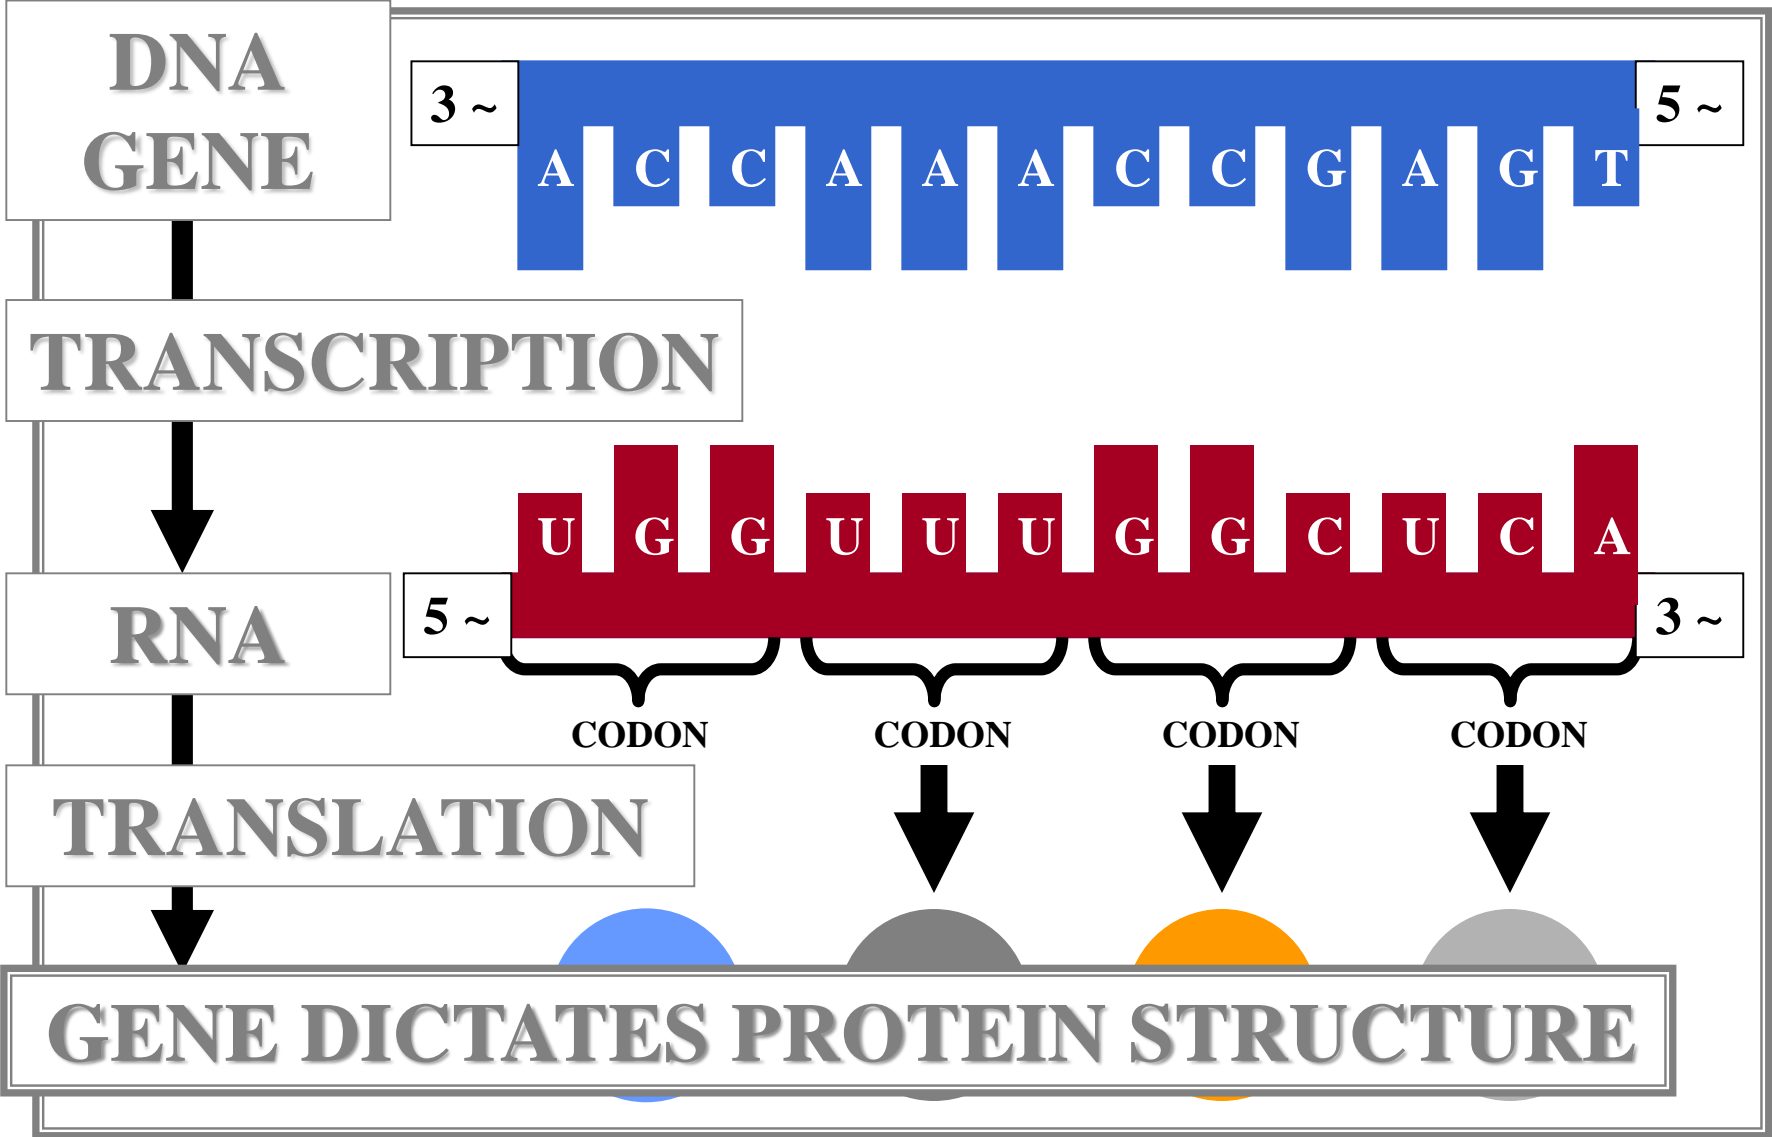 DNA
GENE
3 ~
5 ~
A C C A A A C C G A G T
TRANSCRIPTION
U G G U U U G G C U C A
RNA
5 ~
3 ~
CODON CODON CODON CODON
TRANSLATION
GENE DICTATES PROTEIN STRUCTURE